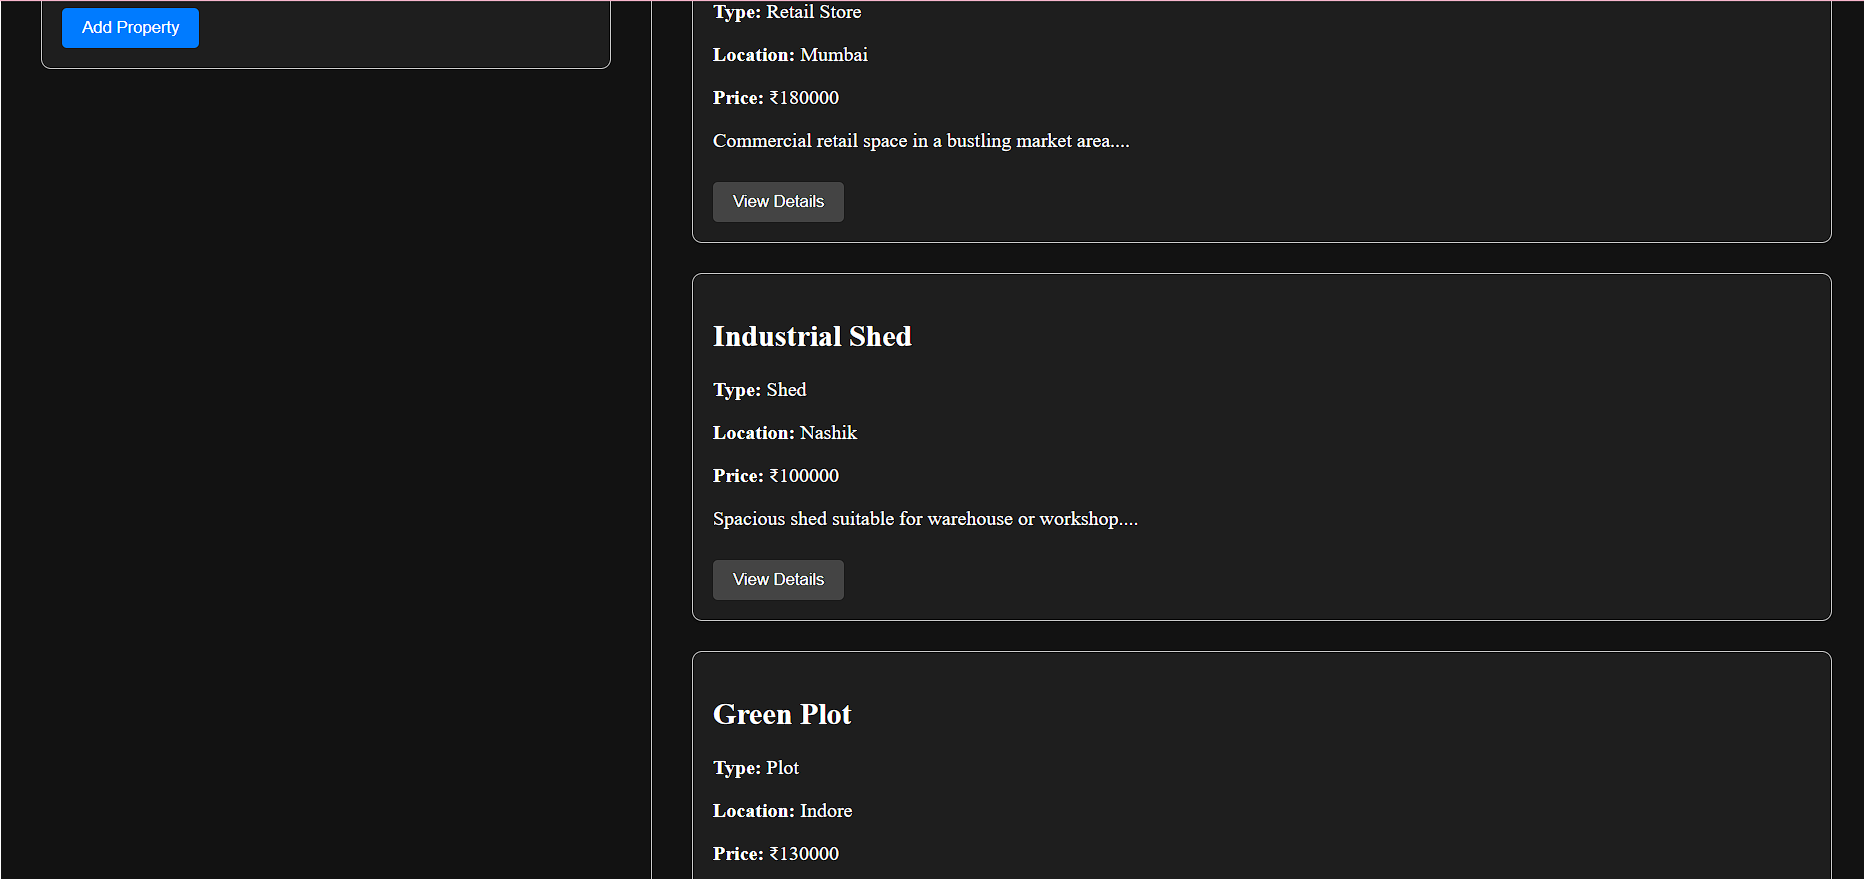 Add Property
Type: Retail Store
Location: Mumbai
Price: ₹180000
Commercial retail space in a bustling market area....
View Details
Industrial Shed
Type: Shed
Location: Nashik
Price: ₹100000
Spacious shed suitable for warehouse or workshop....
View Details
Green Plot
Type: Plot
Location: Indore
Price: ₹130000